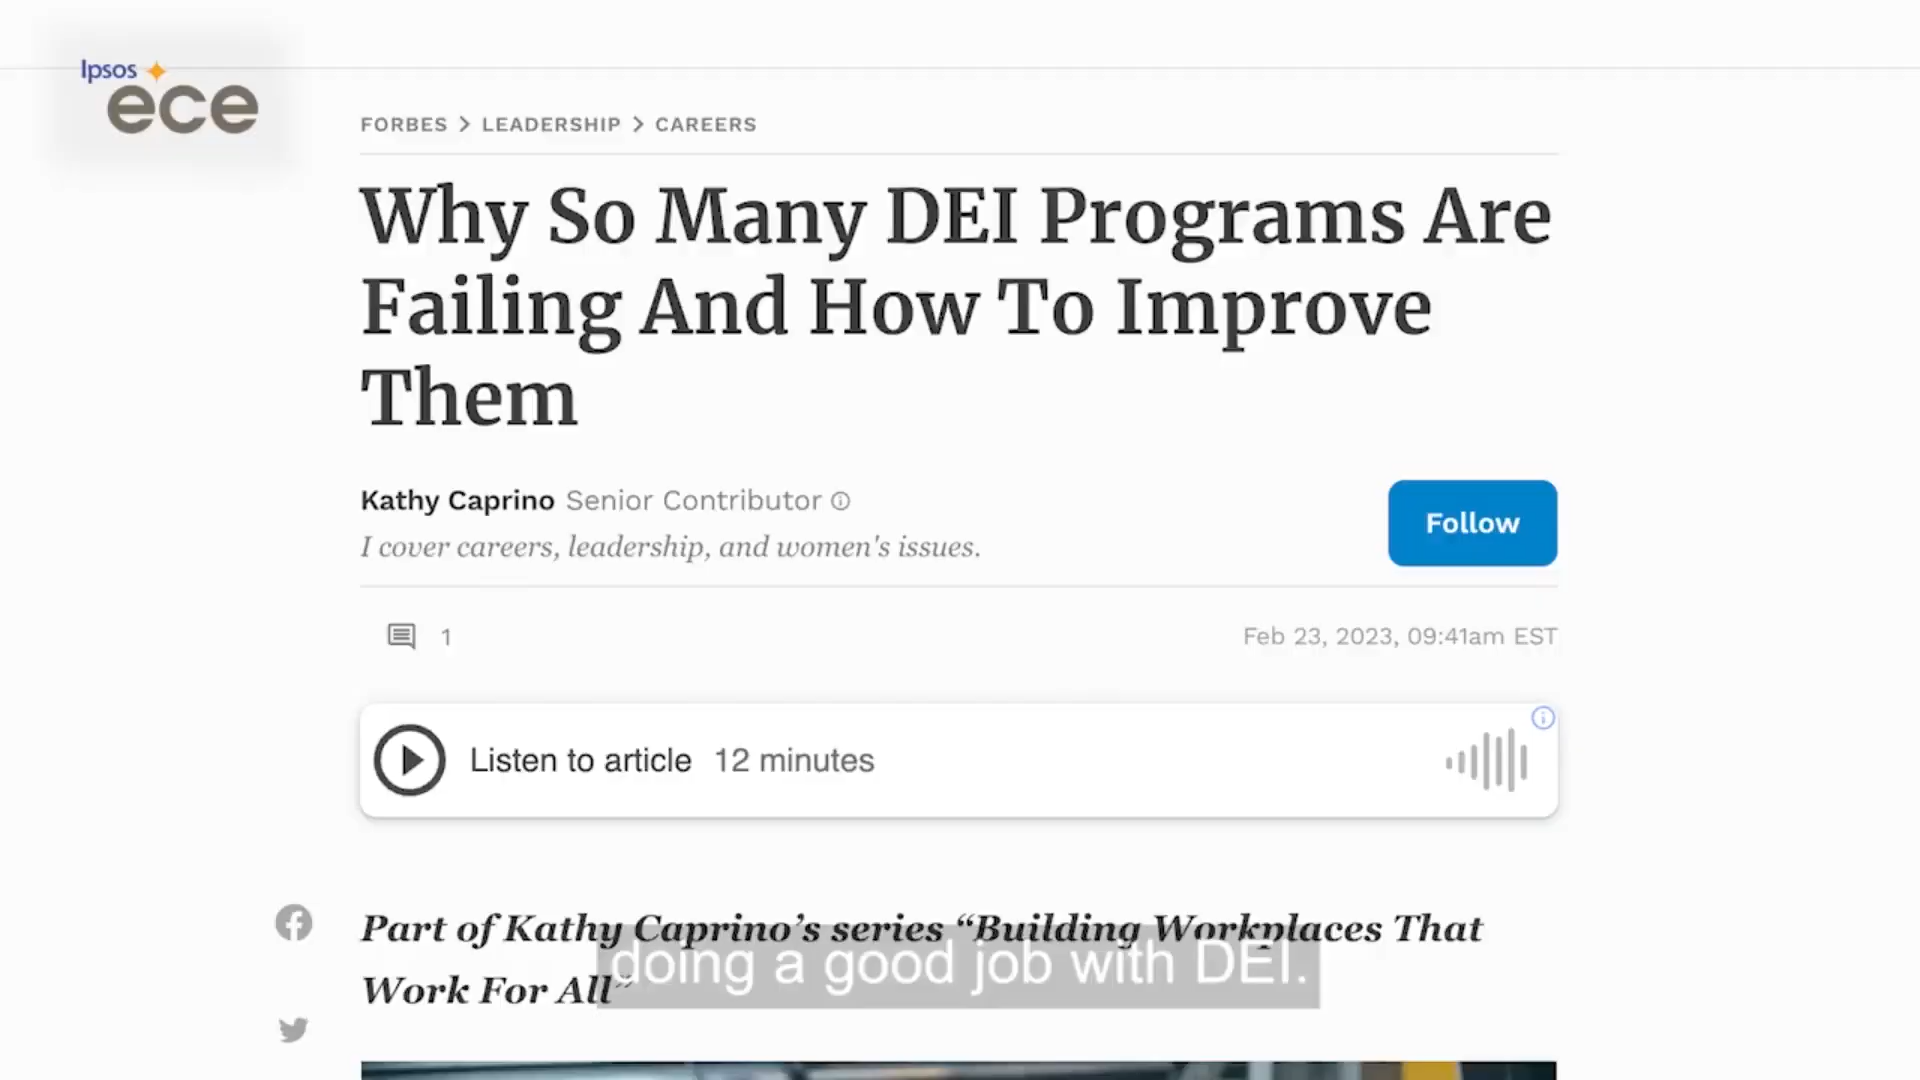 Ipsos
ece
FORBES > LEADERSHIP > CAREERS
Why So Many DEI Programs Are
Failing And How To Improve
Them
Kathy Caprino Senior Contributor
I cover careers, leadership, and women's issues.
Follow
1
Feb 23, 2023, 09:41am EST
Listen to article 12 minutes
Part of Kathy Caprino’s series “Building Workplaces That
Work For All”
doing a good job with DEI.